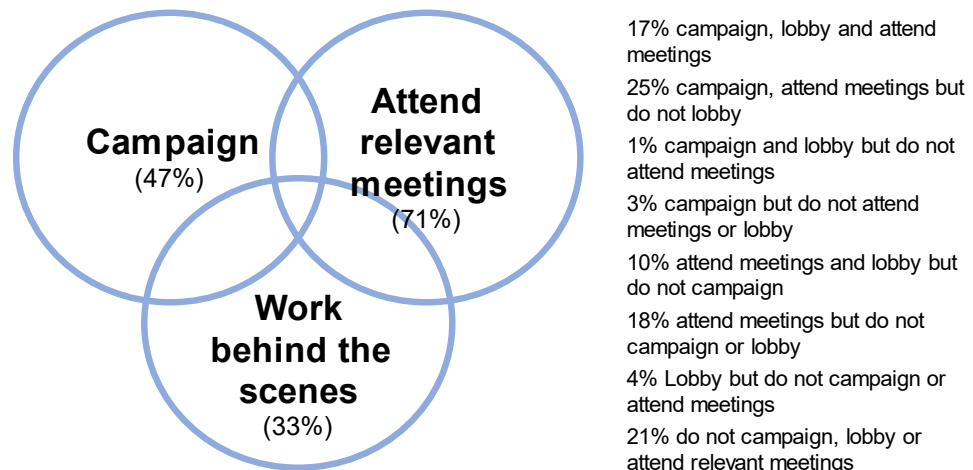 Campaign
(47%)
Attend
relevant
meetings
(71%)
Work
behind the
scenes
(33%)
17% campaign, lobby and attend
meetings
25% campaign, attend meetings but
do not lobby
1% campaign and lobby but do not
attend meetings
3% campaign but do not attend
meetings or lobby
10% attend meetings and lobby but
do not campaign
18% attend meetings but do not
campaign or lobby
4% Lobby but do not campaign or
attend meetings
21% do not campaign, lobby or
attend relevant meetings